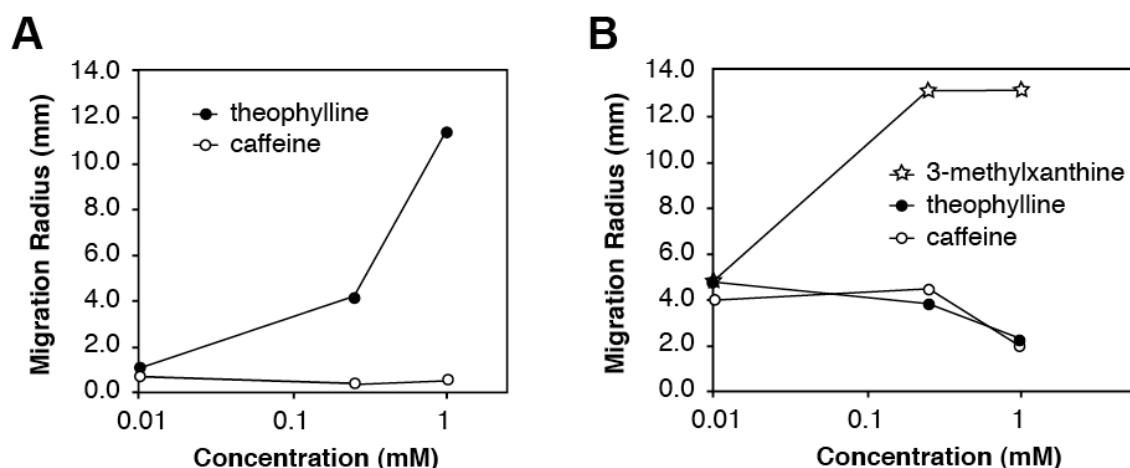 A
14.0
12.0
10.0
8.0
6.0
4.0
2.0
0.0
Migration Radius (mm)
theophylline
caffeine
0.01
0.1
1
Concentration (mM)
B
14.0
12.0
10.0
8.0
6.0
4.0
2.0
0.0
Migration Radius (mm)
3-methylxanthine
theophylline
caffeine
0.01
0.1
1
Concentration (mM)